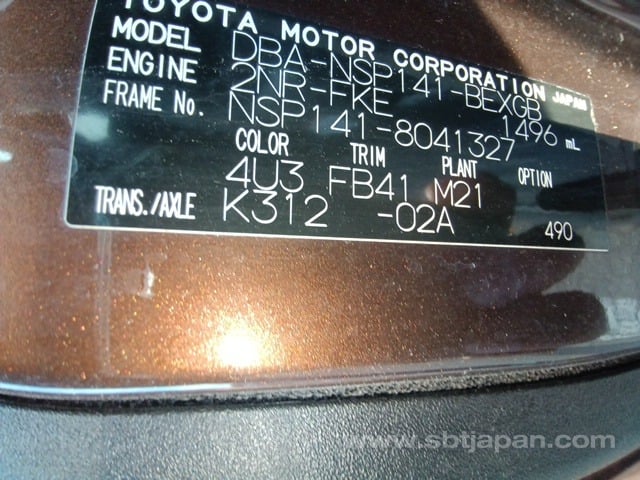 TOYOTA MOTOR CORPORATION JAPAN
MODEL DBA-NSP141-BEXGB
ENGINE 2NR-FKE 1496 mL
FRAME No. NSP141-8041327
COLOR TRIM PLANT OPTION
4U3 FB41 M21
TRANS./AXLE K312 -02A 490
www.sbtjapan.com